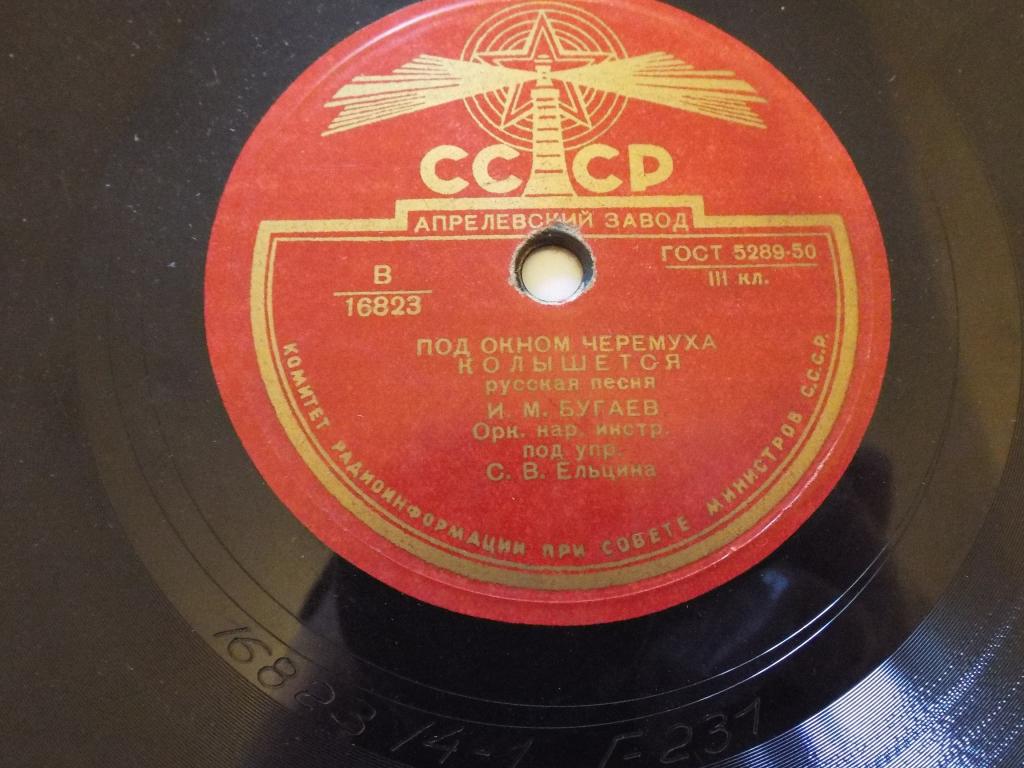 СССР
АПРЕЛЕВСКИЙ ЗАВОД
В
16823
ГОСТ 5289-50
III кл.
ПОД ОКНОМ ЧЕРЕМУХА
КОЛЫШЕТСЯ
русская песня
И. М. БУГАЕВ
Орк. нар. инстр.
под упр.
С. В. Ельцина
КОМИТЕТ РАДИОИНФОРМАЦИИ ПРИ СОВЕТЕ МИНИСТРОВ С.С.С.Р.
16823/4-1 Г-231